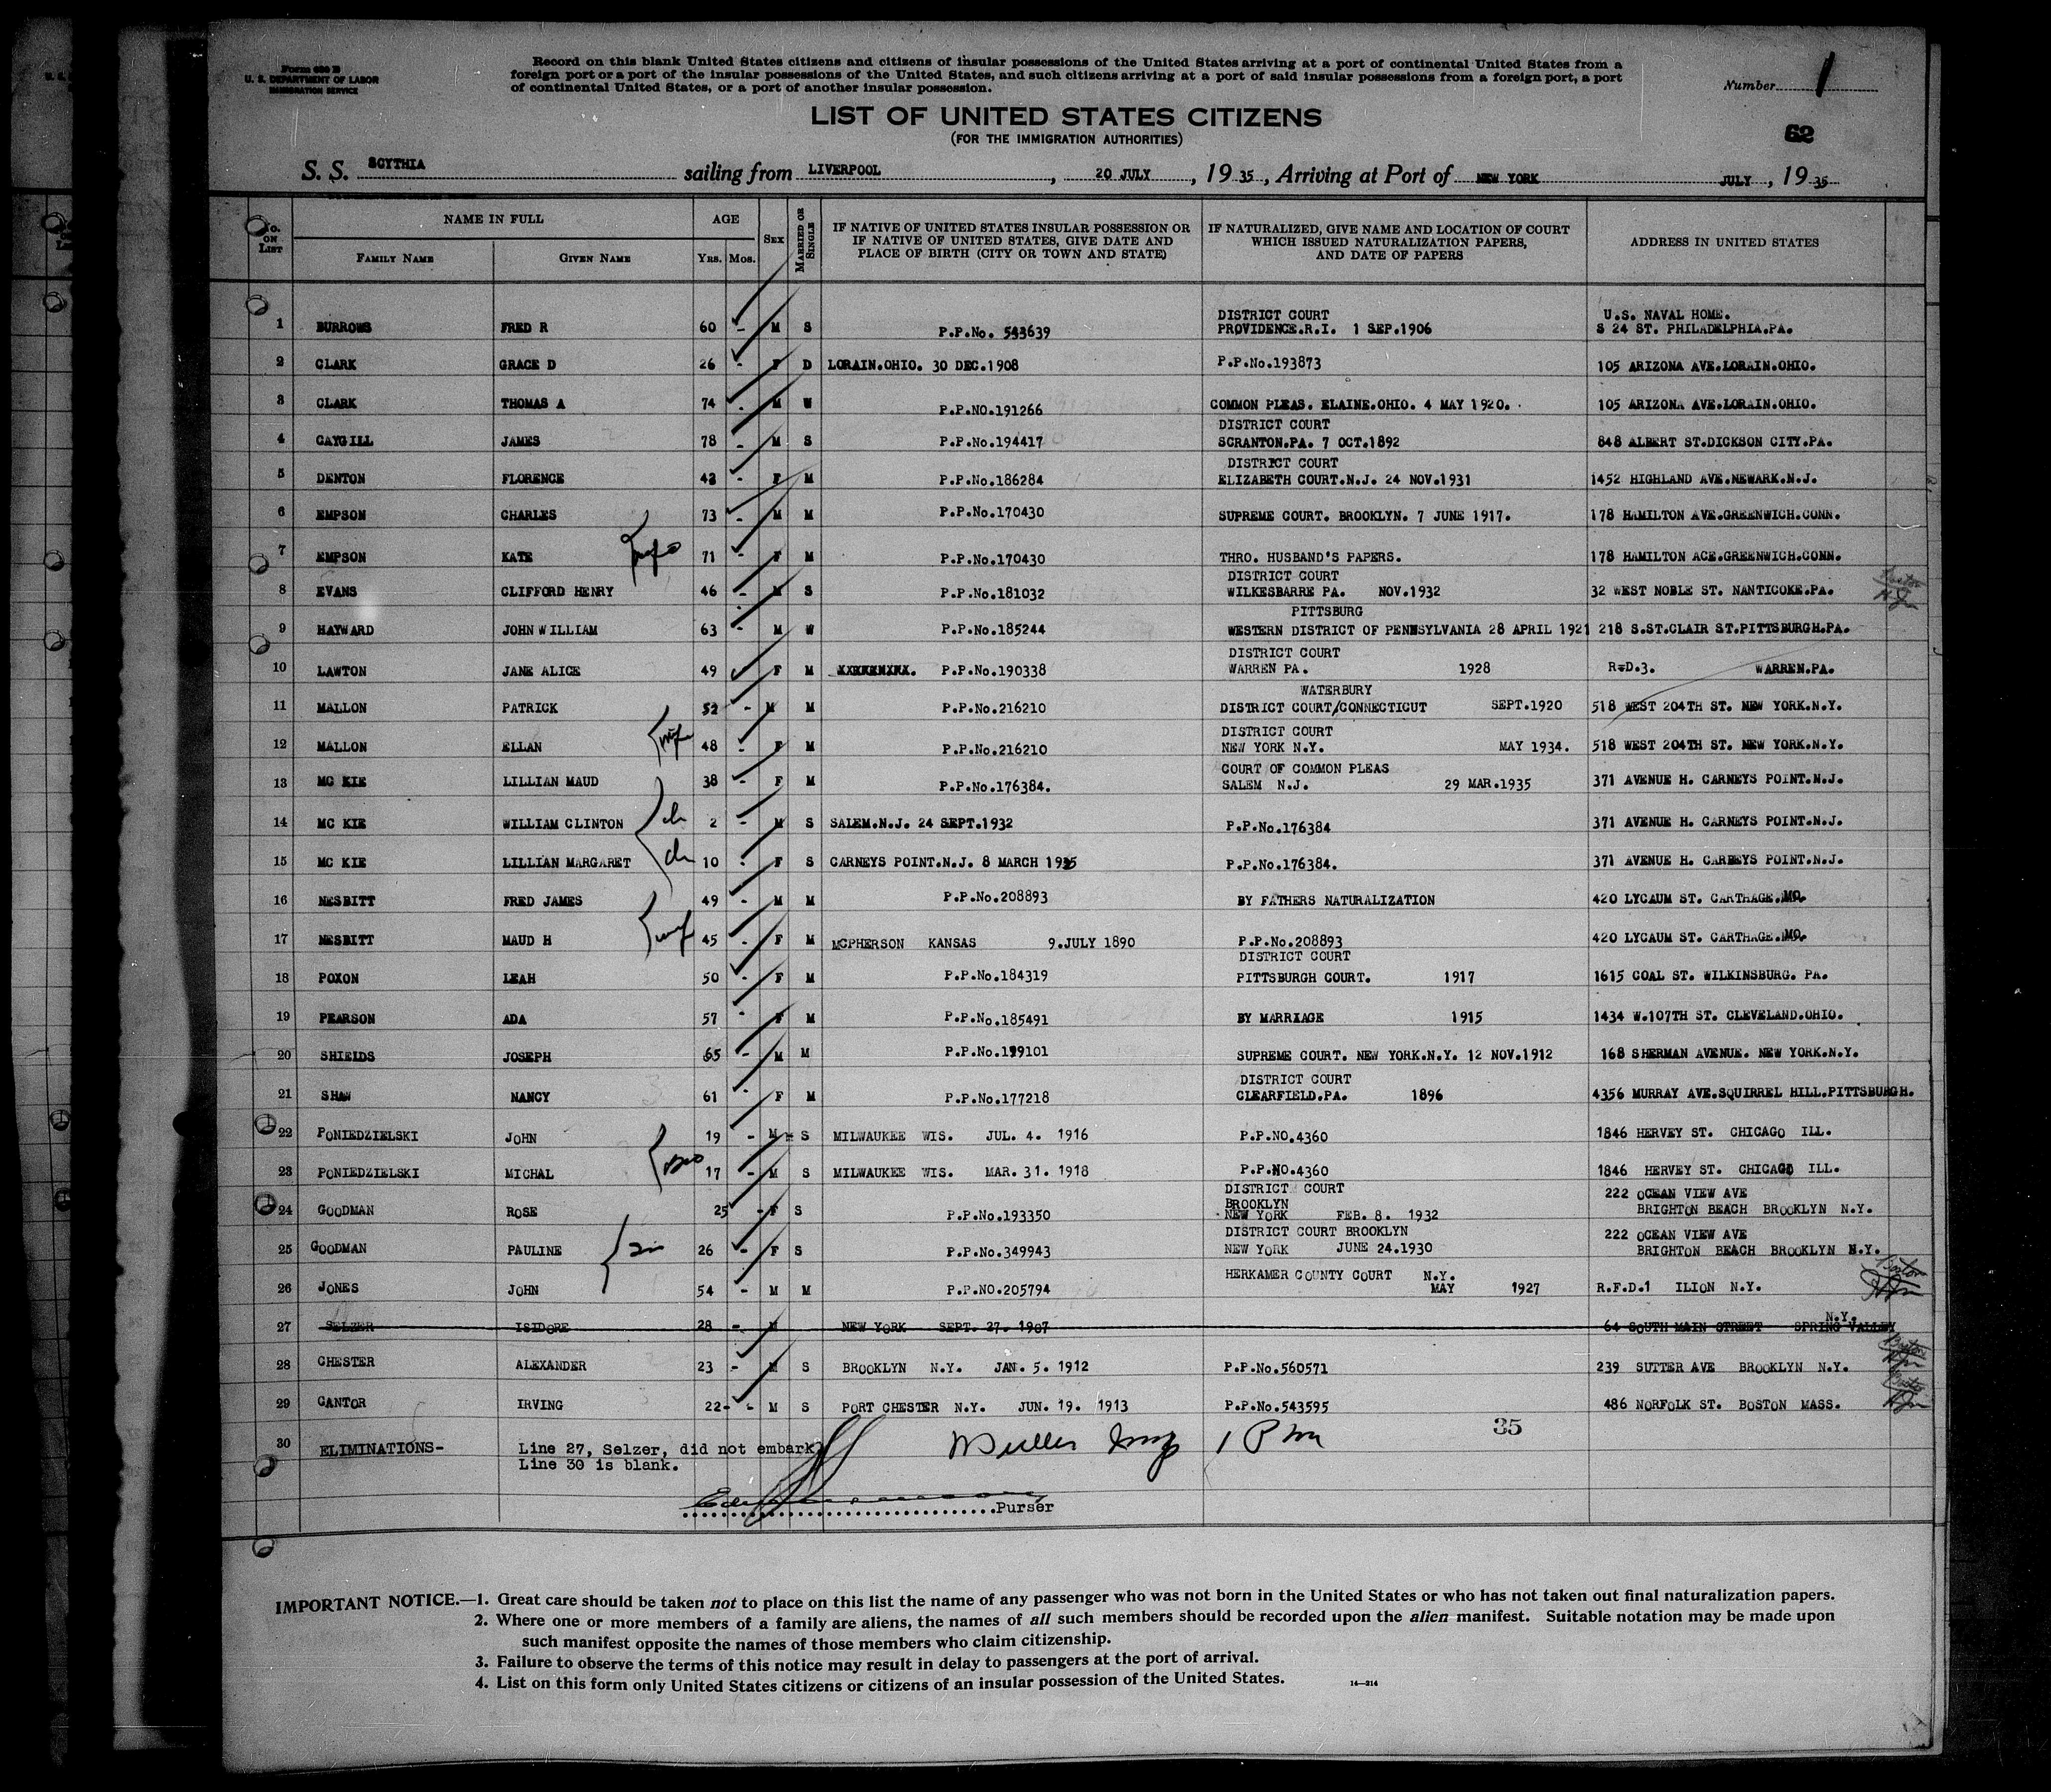 Form 630 B
U. S. DEPARTMENT OF LABOR
IMMIGRATION SERVICE
Record on this blank United States citizens and citizens of insular possessions of the United States arriving at a port of continental United States from a
foreign port or a port of the insular possessions of the United States, and such citizens arriving at a port of said insular possessions from a foreign port, a port
of continental United States, or a port of another insular possession.
Number 1
LIST OF UNITED STATES CITIZENS
(FOR THE IMMIGRATION AUTHORITIES)
62
S. S. SCYTHIA sailing from LIVERPOOL, 20 JULY, 1935, Arriving at Port of NEW YORK JULY, 1935
No. ON LIST NAME IN FULL AGE SEX MARRIED OR SINGLE IF NATIVE OF UNITED STATES INSULAR POSSESSION OR IF NATIVE OF UNITED STATES, GIVE DATE AND PLACE OF BIRTH (CITY OR TOWN AND STATE) IF NATURALIZED, GIVE NAME AND LOCATION OF COURT WHICH ISSUED NATURALIZATION PAPERS, AND DATE OF PAPERS ADDRESS IN UNITED STATES
FAMILY NAME GIVEN NAME YRS. MOS.
DISTRICT COURT U.S. NAVAL HOME.
1 BURROWS FRED R 60 - M S P.P.No. 543639 PROVIDENCE.R.I. 1 SEP.1906 S 24 ST. PHILADELPHIA.PA.
2 CLARK GRACE D 26 - F D LORAIN.OHIO. 30 DEC.1908 P.P.No.193873 105 ARIZONA AVE.LORAIN.OHIO.
3 CLARK THOMAS A 74 - M W P.P.NO.191266 COMMON PLEAS. ELAINE.OHIO. 4 MAY 1920. 105 ARIZONA AVE.LORAIN.OHIO.
DISTRICT COURT
4 CAYGILL JAMES 78 - M S P.P.No.194417 SCRANTON.PA. 7 OCT.1892 848 ALBERT ST.DICKSON CITY.PA.
DISTRICT COURT
5 DENTON FLORENCE 43 - F M P.P.No.186284 ELIZABETH COURT.N.J. 24 NOV.1931 1452 HIGHLAND AVE.NEWARK.N.J.
6 EMPSON CHARLES 73 - M M P.P.No.170430 SUPREME COURT. BROOKLYN. 7 JUNE 1917. 178 HAMILTON AVE.GREENWICH.CONN.
7 EMPSON KATE 71 - F M P.P.No.170430 THRO. HUSBAND'S PAPERS. 178 HAMILTON ACE.GREENWICH.CONN.
DISTRICT COURT
8 EVANS CLIFFORD HENRY 46 - M S P.P.No.181032 WILKESBARRE PA. NOV.1932 32 WEST NOBLE ST. NANTICOKE.PA.
PITTSBURG
9 HAYWARD JOHN WILLIAM 63 - M W P.P.No.185244 WESTERN DISTRICT OF PENNSYLVANIA 28 APRIL 1921 218 S.ST.CLAIR ST.PITTSBURGH.PA.
DISTRICT COURT
10 LAWTON JANE ALICE 49 F M P.P.No.190338 WARREN PA. 1928 R.D.3. WARREN.PA.
WATERBURY
11 MALLON PATRICK 52 - M M P.P.No.216210 DISTRICT COURT/CONNECTICUT SEPT.1920 518 WEST 204TH ST. NEW YORK.N.Y.
DISTRICT COURT
12 MALLON ELLAN 48 - F M P.P.No.216210 NEW YORK N.Y. MAY 1934. 518 WEST 204TH ST. NEW YORK.N.Y.
COURT OF COMMON PLEAS
13 MC KIE LILLIAN MAUD 38 - F M P.P.No.176384. SALEM N.J. 29 MAR.1935 371 AVENUE H. CARNEYS POINT.N.J.
14 MC KIE WILLIAM CLINTON ch 2 - M S SALEM.N.J. 24 SEPT.1932 P.P.No.176384 371 AVENUE H. CARNEYS POINT.N.J.
15 MC KIE LILLIAN MARGARET ch 10 - F S CARNEYS POINT.N.J. 8 MARCH 1925 P.P.No.176384. 371 AVENUE H. CARBEYS POINT.N.J.
16 NESBITT FRED JAMES 49 - M M P.P.No.208893 BY FATHERS NATURALIZATION 420 LYCAUM ST. CARTHAGE.MO.
17 NESBITT MAUD H 45 - F M MCPHERSON KANSAS 9.JULY 1890 P.P.No.208893 420 LYCAUM ST. CARTHAGE.MO.
DISTRICT COURT
18 POXON LEAH 50 - F M P.P.No.184319 PITTSBURGH COURT. 1917 1615 COAL ST. WILKINSBURG. PA.
19 PEARSON ADA 57 - F M P.P.No.185491 BY MARRIAGE 1915 1434 W.107TH ST. CLEVELAND.OHIO.
20 SHIELDS JOSEPH 65 - M M P.P.No.199101 SUPREME COURT. NEW YORK.N.Y. 12 NOV.1912 168 SHERMAN AVENUE. NEW YORK.N.Y.
DISTRICT COURT
21 SHAW NANCY 61 - F M P.P.No.177218 CLEARFIELD.PA. 1896 4356 MURRAY AVE.SQUIRREL HILL.PITTSBURGH.
22 PONIEDZIELSKI JOHN 19 - M S MILWAUKEE WIS. JUL. 4. 1916 P.P.NO.4360 1846 HERVEY ST. CHICAGO ILL.
23 PONIEDZIELSKI MICHAL 17 - M S MILWAUKEE WIS. MAR. 31. 1918 P.P.NO.4360 1846 HERVEY ST. CHICAGO ILL.
DISTRICT COURT
BROOKLYN 222 OCEAN VIEW AVE
24 GOODMAN ROSE 25 - F S P.P.No.193350 NEW YORK FEB. 8. 1932 BRIGHTON BEACH BROOKLYN N.Y.
DISTRICT COURT BROOKLYN 222 OCEAN VIEW AVE
25 GOODMAN PAULINE 26 - F S P.P.No.349943 NEW YORK JUNE 24.1930 BRIGHTON BEACH BROOKLYN N.Y.
HERKAMER COUNTY COURT N.Y.
26 JONES JOHN 54 - M M P.P.NO.205794 MAY 1927 R.F.D.1 ILION N.Y.
N.Y.
27 SELZER ISIDORE 28 - M NEW YORK SEPT. 27. 1907 64 SOUTH MAIN STREET SPRING VALLEY
28 CHESTER ALEXANDER 23 - M S BROOKLYN N.Y. JAN. 5. 1912 P.P.No.560571 239 SUTTER AVE BROOKLYN N.Y.
29 CANTOR IRVING 22 - M S PORT CHESTER N.Y. JUN. 19. 1913 P.P.No.543595 486 NORFOLK ST. BOSTON MASS.
35
30 ELIMINATIONS- Line 27, Selzer, did not embark
Line 30 is blank.
Purser
IMPORTANT NOTICE.—1. Great care should be taken not to place on this list the name of any passenger who was not born in the United States or who has not taken out final naturalization papers.
2. Where one or more members of a family are aliens, the names of all such members should be recorded upon the alien manifest. Suitable notation may be made upon
such manifest opposite the names of those members who claim citizenship.
3. Failure to observe the terms of this notice may result in delay to passengers at the port of arrival.
4. List on this form only United States citizens or citizens of an insular possession of the United States.
14—214